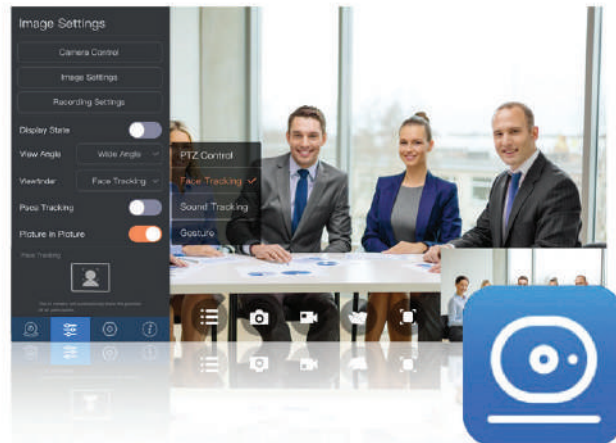 Image Settings
Camera Control
Image Settings
Recording Settings
Display State
View Angle
Wide Angle
PTZ Control
Viewfinder
Face Tracking
Face Tracking
Sound Tracking
Face Tracking
Picture in Picture
Gesture
Face Tracking